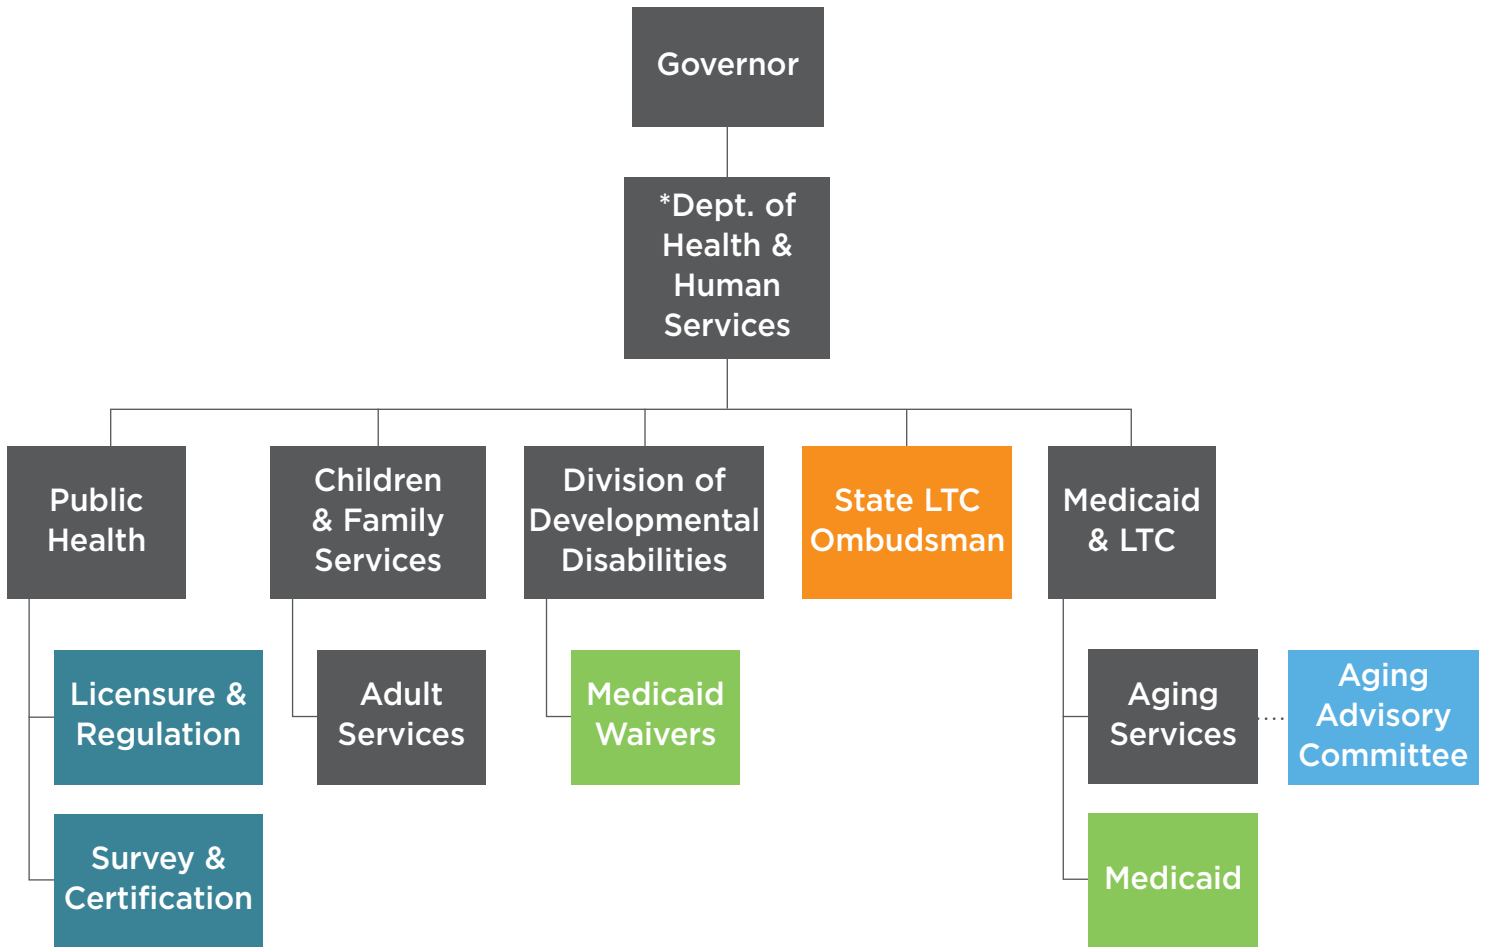 Governor
*Dept. of
Health &
Human
Services
Public
Health
Children
& Family
Services
Division of
Developmental
Disabilities
State LTC
Ombudsman
Medicaid
& LTC
Licensure &
Regulation
Adult
Services
Medicaid
Waivers
Aging
Services
Aging
Advisory
Committee
Survey &
Certification
Medicaid